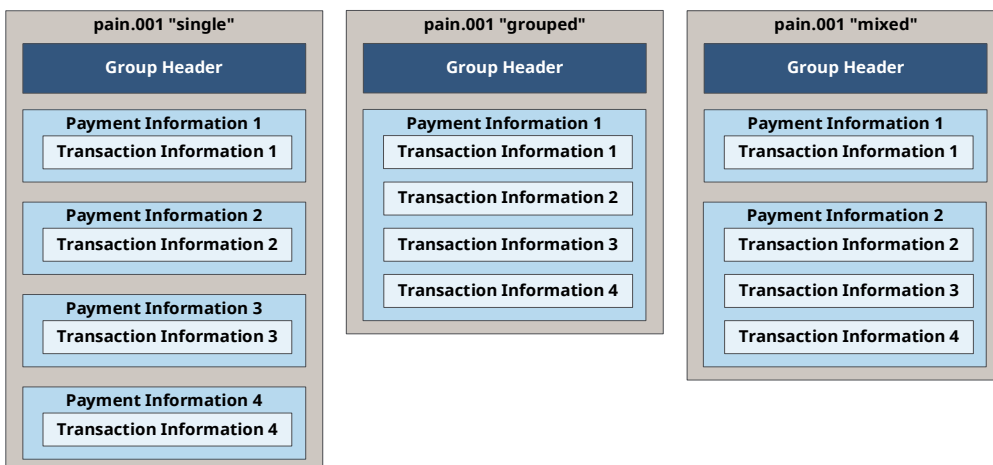 pain.001 "single"
Group Header
Payment Information 1
Transaction Information 1
Payment Information 2
Transaction Information 2
Payment Information 3
Transaction Information 3
Payment Information 4
Transaction Information 4
pain.001 "grouped"
Group Header
Payment Information 1
Transaction Information 1
Transaction Information 2
Transaction Information 3
Transaction Information 4
pain.001 "mixed"
Group Header
Payment Information 1
Transaction Information 1
Payment Information 2
Transaction Information 2
Transaction Information 3
Transaction Information 4